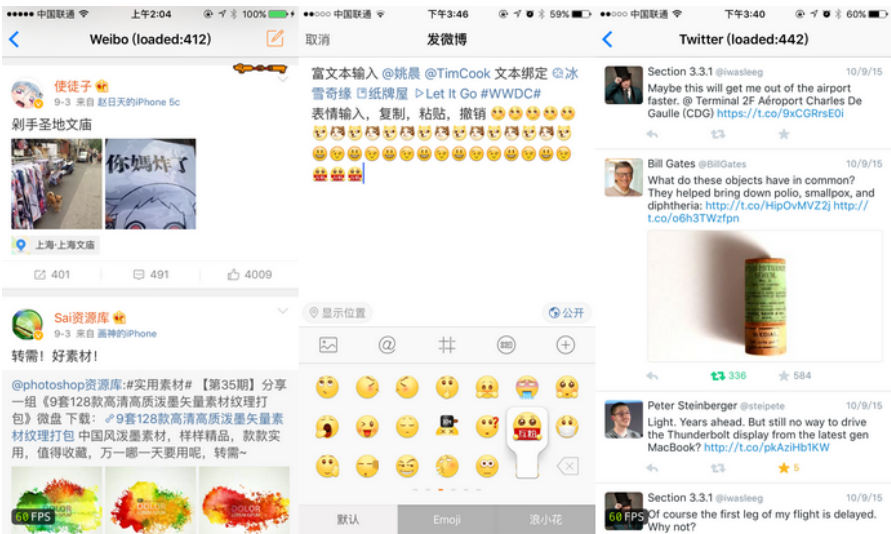 中国联通
上午2:04
100%
Weibo (loaded:412)
使徒子
9-3 来自 赵日天的iPhone 5c
剁手圣地文庙
你媽炸了
上海·上海文庙
401
491
4009
Sai资源库
9-3 来自 画神的iPhone
转需！好素材！
@photoshop资源库:#实用素材# 【第35期】分享
一组《9套128款高清高质泼墨矢量素材纹理打
包》微盘 下载： 9套128款高清高质泼墨矢量素
材纹理打包 中国风泼墨素材，样样精品，款款实
用，值得收藏，万一哪一天要用呢，转需~
60 FPS
中国联通
下午3:46
59%
取消
发微博
富文本输入 @姚晨 @TimCook 文本绑定 冰
雪奇缘 纸牌屋 Let It Go #WWDC#
表情输入，复制，粘贴，撤销
显示位置
公开
互粉
默认
Emoji
浪小花
中国联通
下午3:40
60%
Twitter (loaded:442)
Section 3.3.1 @iwasleeg
10/9/15
Maybe this will get me out of the airport
faster. @ Terminal 2F Aéroport Charles De
Gaulle (CDG) https://t.co/9xCGRrsE0i
Bill Gates @BillGates
10/9/15
What do these objects have in common?
They helped bring down polio, smallpox, and
diphtheria: http://t.co/HipOvMVZ2j http://
t.co/o6h3TWzfpn
336
584
Peter Steinberger @steipete
10/9/15
Light. Years ahead. But still no way to drive
the Thunderbolt display from the latest gen
MacBook? http://t.co/pkAziHb1KW
5
Section 3.3.1 @iwasleeg
10/9/15
Of course the first leg of my flight is delayed.
Why not?
60 FPS